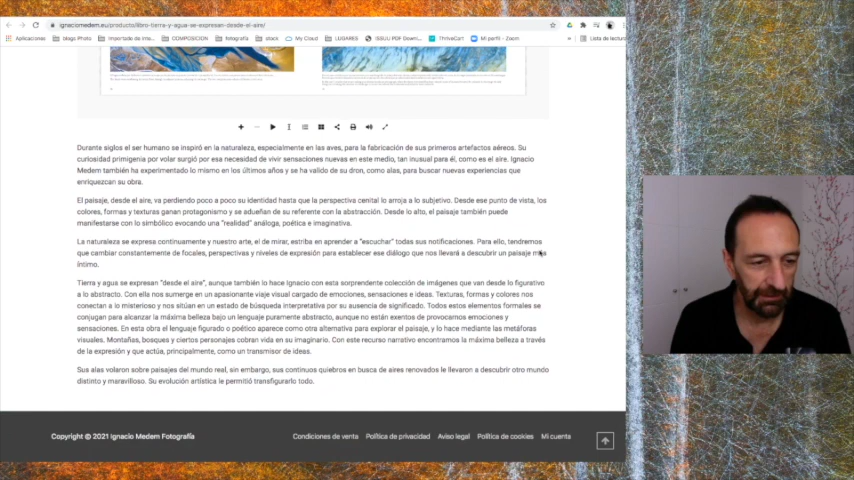 ignaciomedem.eu/producto/libro-tierra-y-agua-se-expresan-desde-el-aire/
Aplicaciones blogs Photo Importado de Imo... COMPOSICION fotografía stock LUGARES ISSUU PDF Down... ThriveCart My Cloud Mi perfil - Zoom » Lista de lectura
Durante siglos el ser humano se inspiró en la naturaleza, especialmente en las aves, para la fabricación de sus primeros artefactos aéreos. Su
curiosidad primigenia por volar surgió por esa necesidad de vivir sensaciones nuevas en este medio, tan inusual para él, como es el aire. Ignacio
Medem también ha experimentado lo mismo en los últimos años y se ha valido de su dron, como alas, para buscar nuevas experiencias que
enriquezcan su obra.
El paisaje, desde el aire, va perdiendo poco a poco su identidad hasta que la perspectiva cenital lo arroja a lo subjetivo. Desde ese punto de vista, los
colores, formas y texturas ganan protagonismo y se adueñan de su referente con la abstracción. Desde lo alto, el paisaje también puede
manifestarse con lo simbólico evocando una "realidad" análoga, poética e imaginativa.
La naturaleza se expresa continuamente y nuestro arte, el de mirar, estriba en aprender a "escuchar" todas sus notificaciones. Para ello, tendremos
que cambiar constantemente de focales, perspectivas y niveles de expresión para establecer ese diálogo que nos llevará a descubrir un paisaje más
íntimo.
Tierra y agua se expresan "desde el aire", aunque también lo hace Ignacio con esta sorprendente colección de imágenes que van desde lo figurativo
a lo abstracto. Con ella nos sumerge en un apasionante viaje visual cargado de emociones, sensaciones e ideas. Texturas, formas y colores nos
conectan a lo misterioso y nos sitúan en un estado de búsqueda interpretativa por su ausencia de significado. Todos estos elementos formales se
conjugan para alcanzar la máxima belleza bajo un lenguaje puramente abstracto, aunque no están exentos de provocarnos emociones y
sensaciones. En esta obra el lenguaje figurado o poético aparece como otra alternativa para explorar el paisaje, y lo hace mediante las metáforas
visuales. Montañas, bosques y ciertos personajes cobran vida en su imaginario. Con este recurso narrativo encontramos la máxima belleza a través
de la expresión y que actúa, principalmente, como un transmisor de ideas.
Sus alas volaron sobre paisajes del mundo real, sin embargo, sus continuos quiebros en busca de aires renovados le llevaron a descubrir otro mundo
distinto y maravilloso. Su evolución artística le permitió transfigurarlo todo.
Copyright © 2021 Ignacio Medem Fotografía Condiciones de venta Política de privacidad Aviso legal Política de cookies Mi cuenta